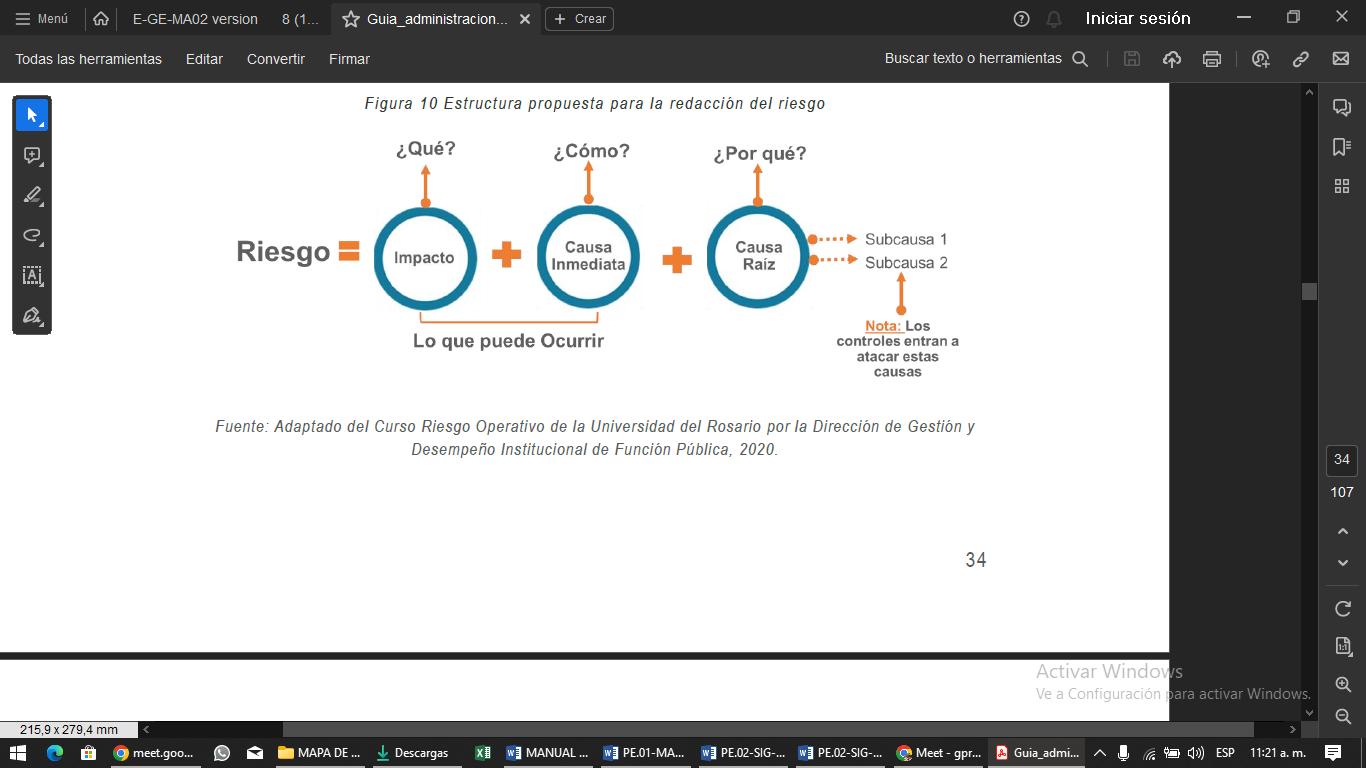 Menú
E-GE-MA02 version 8 (1...
Guia_administracion...
Crear
Iniciar sesión
Todas las herramientas
Editar
Convertir
Firmar
Buscar texto o herramientas
Figura 10 Estructura propuesta para la redacción del riesgo
¿Qué?
¿Cómo?
¿Por qué?
Riesgo
Impacto
Causa
Inmediata
Causa
Raíz
Subcausa 1
Subcausa 2
Lo que puede Ocurrir
Nota: Los
controles entran a
atacar estas
causas
Fuente: Adaptado del Curso Riesgo Operativo de la Universidad del Rosario por la Dirección de Gestión y
Desempeño Institucional de Función Pública, 2020.
34
34
107
Activar Windows
Ve a Configuración para activar Windows.
215,9 x 279,4 mm
meet.goo...
MAPA DE ...
Descargas
MANUAL ...
PE.01-MA...
PE.02-SIG-...
PE.02-SIG-...
Meet - gpr...
Guia_admi...
ESP
11:21 a. m.